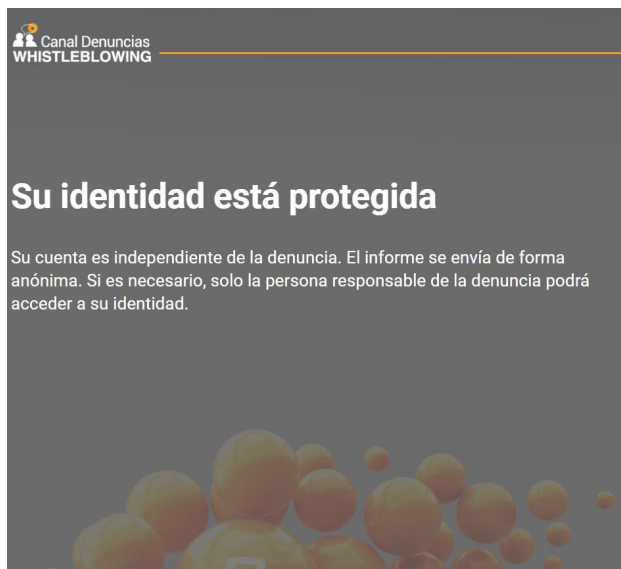 Canal Denuncias
WHISTLEBLOWING
Su identidad está protegida
Su cuenta es independiente de la denuncia. El informe se envía de forma
anónima. Si es necesario, solo la persona responsable de la denuncia podrá
acceder a su identidad.